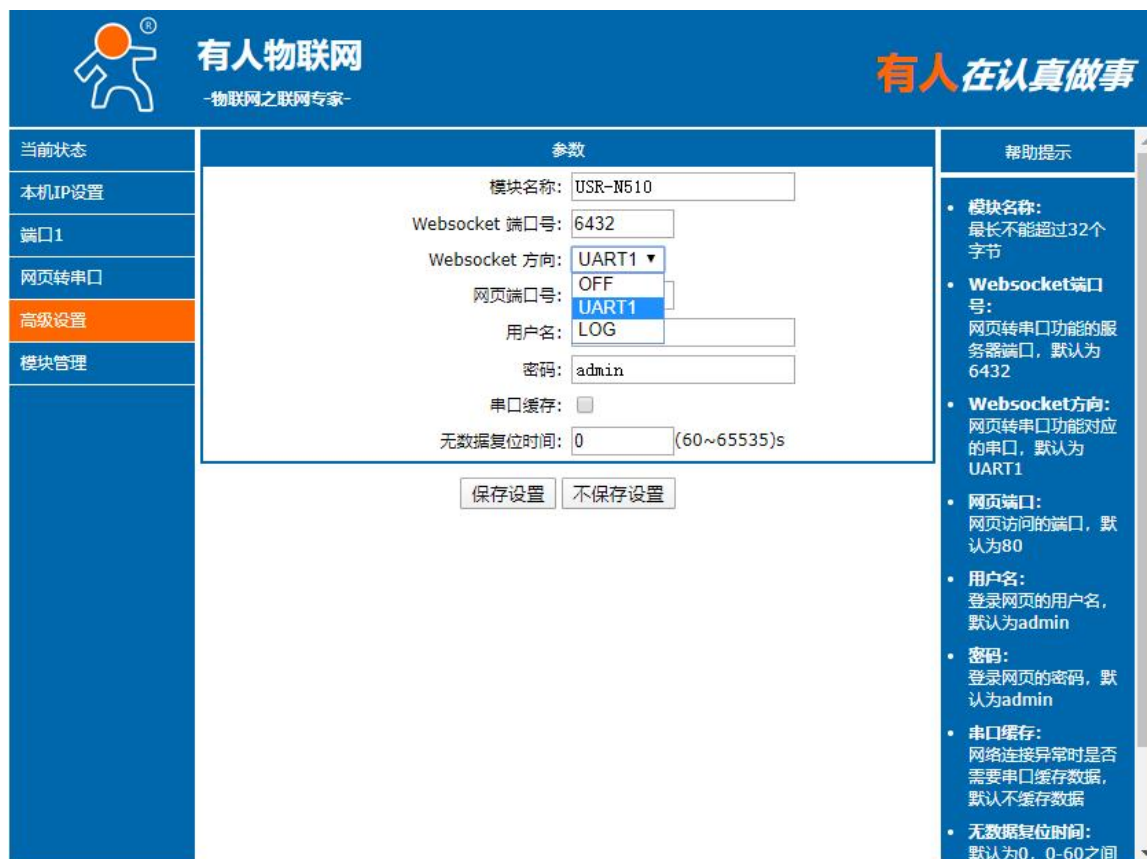 ®
有人物联网
-物联网之联网专家-
有人在认真做事
当前状态
本机IP设置
端口1
网页转串口
高级设置
模块管理
参数
模块名称: USR-N510
Websocket 端口号: 6432
Websocket 方向: UART1 ▼
OFF
UART1
LOG
网页端口号:
用户名:
密码: admin
串口缓存:
无数据复位时间: 0 (60~65535)s
保存设置 不保存设置
帮助提示
• 模块名称:
最长不能超过32个
字节
• Websocket端口
号:
网页转串口功能的服
务器端口，默认为
6432
• Websocket方向:
网页转串口功能对应
的串口，默认为
UART1
• 网页端口:
网页访问的端口，默
认为80
• 用户名:
登录网页的用户名，
默认为admin
• 密码:
登录网页的密码，默
认为admin
• 串口缓存:
网络连接异常时是否
需要串口缓存数据，
默认不缓存数据
• 无数据复位时间:
默认为0，0-60之间